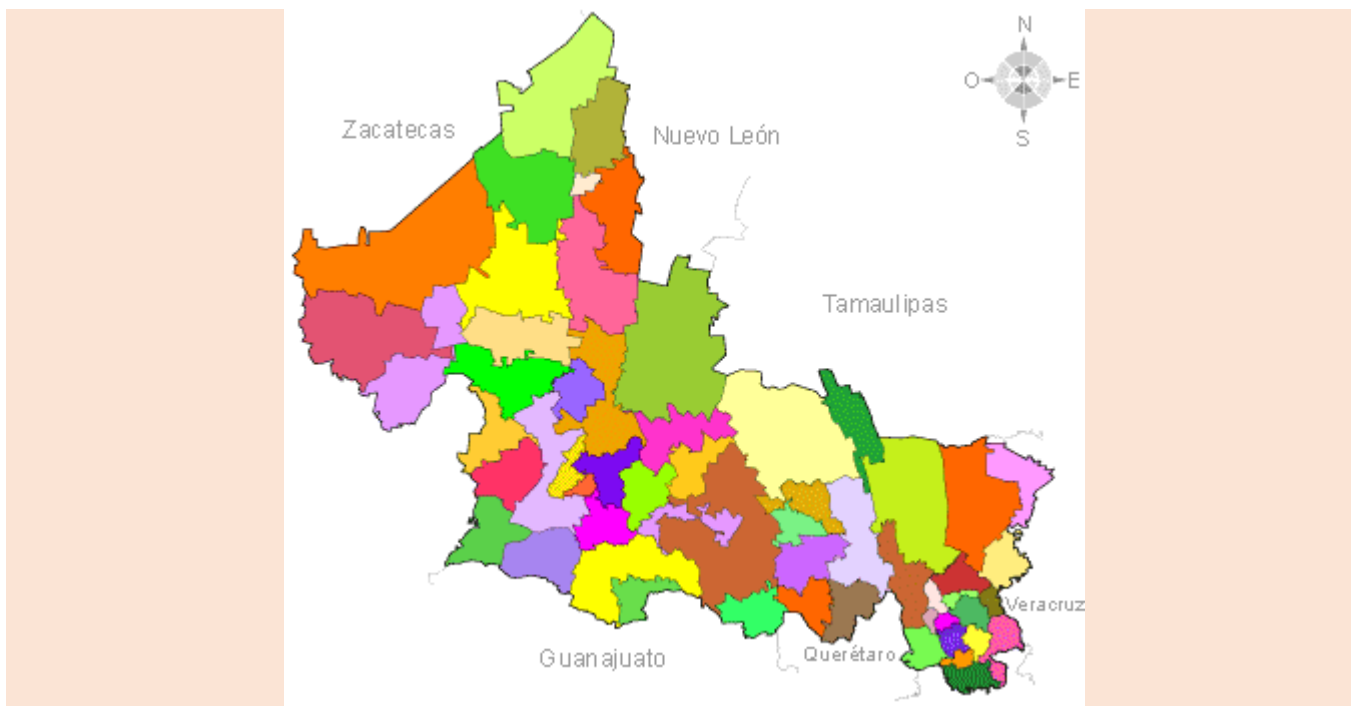 N
O E
S
Zacatecas
Nuevo León
Tamaulipas
Veracruz
Querétaro
Guanajuato